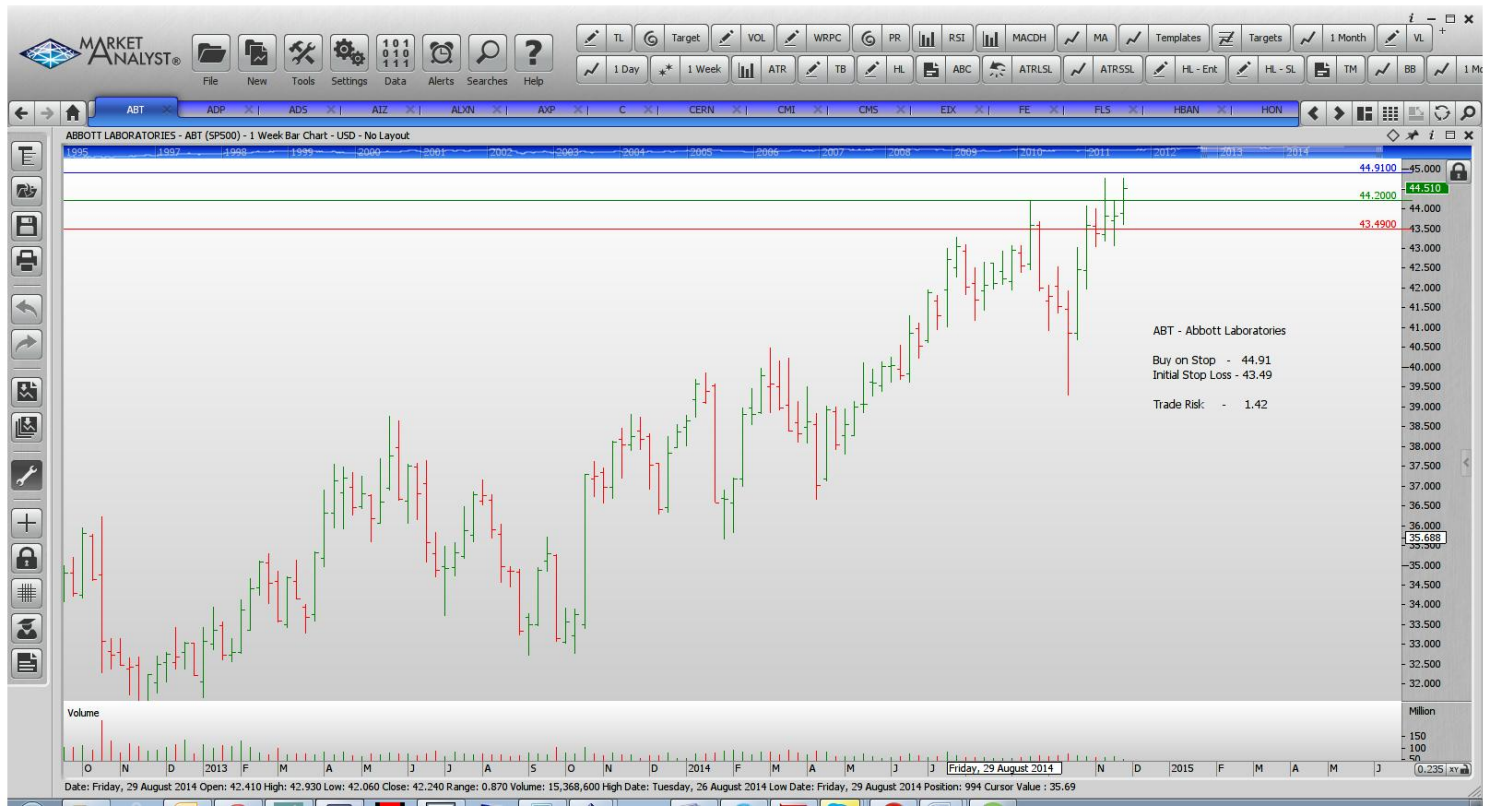 i
MARKET
ANALYST®
File New Tools Settings Data Alerts Searches Help
TL Target VOL WRPC PR RSI MACDH MA Templates Targets 1 Month VL
1 Day 1 Week ATR TB HL ABC ATRLSL ATRSSL HL - Ent HL - SL TM BB
ABT ADP ADS AIZ ALXN AXP C CERN CMI CMS EIX FE FLS HBAN HON
ABBOTT LABORATORIES - ABT (SP500) - 1 Week Bar Chart - USD - No Layout
1995 1997 1998 1999 2000 2001 2002 2003 2004 2005 2006 2007 2008 2009 2010 2011 2012 2013 2014
44.9100 45.000
44.510
44.2000
44.000
43.4900 43.500
43.000
42.500
42.000
41.500
41.000
ABT - Abbott Laboratories
40.500
Buy on Stop - 44.91
40.000
Initial Stop Loss - 43.49
39.500
39.000
Trade Risk - 1.42
38.500
38.000
37.500
37.000
36.500
36.000
35.688
35.500
35.000
34.500
34.000
33.500
33.000
32.500
32.000
Volume Million
150
100
50
O N D 2013 F M A M J J A S O N D 2014 F M A M J J Friday, 29 August 2014 N D 2015 F M A M J 0.235 XY
Date: Friday, 29 August 2014 Open: 42.410 High: 42.930 Low: 42.060 Close: 42.240 Range: 0.870 Volume: 15,368,600 High Date: Tuesday, 26 August 2014 Low Date: Friday, 29 August 2014 Position: 994 Cursor Value : 35.69